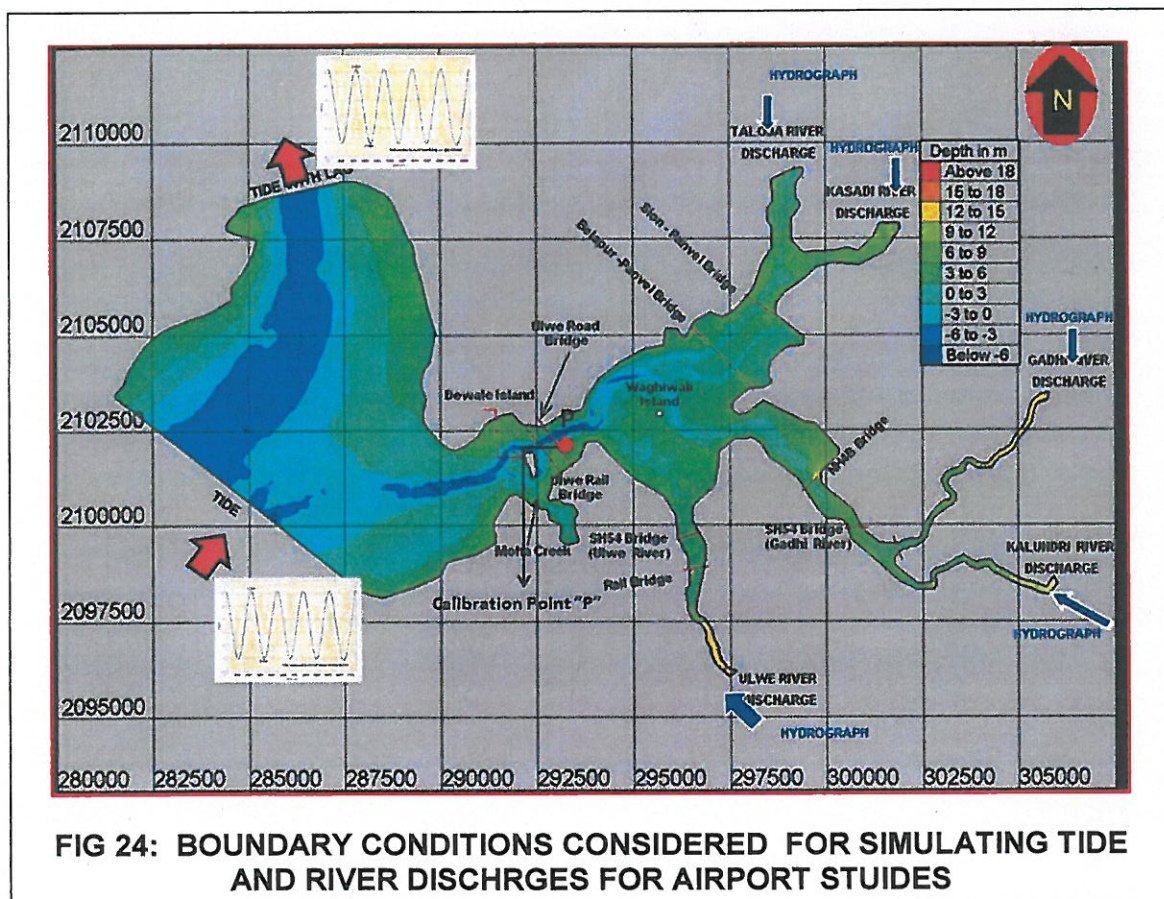 HYDROGRAPH
TALOJA RIVER
DISCHARGE
HYDROGRAPH
KASADI RIVER
DISCHARGE
N
Depth in m
Above 18
15 to 18
12 to 15
9 to 12
6 to 9
3 to 6
0 to 3
-3 to 0
-6 to -3
Below -6
2110000
2107500
2105000
2102500
2100000
2097500
2095000
TIDE WITH LAG
Sion - Panvel Bridge
Belapur -Panvel Bridge
Ulwe Road
Bridge
HYDROGRAPH
GADHI RIVER
DISCHARGE
Dewale Island
Waghiwali
Island
P
NH4B Bridge
TIDE
Ulwe Rail
Bridge
Moha Creek
SH54 Bridge
(Ulwe River)
SH54 Bridge
(Gadhi River)
KALUNDRI RIVER
DISCHARGE
Rail Bridge
Calibration Point "P"
HYDROGRAPH
ULWE RIVER
DISCHARGE
HYDROGRAPH
280000 282500 285000 287500 290000 292500 295000 297500 300000 302500 305000
FIG 24: BOUNDARY CONDITIONS CONSIDERED FOR SIMULATING TIDE
AND RIVER DISCHRGES FOR AIRPORT STUIDES